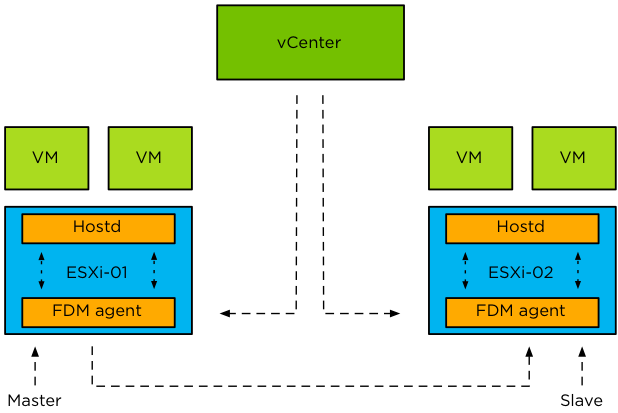 vCenter
VM
VM
VM
VM
Hostd
Hostd
ESXi-01
ESXi-02
FDM agent
FDM agent
Master
Slave